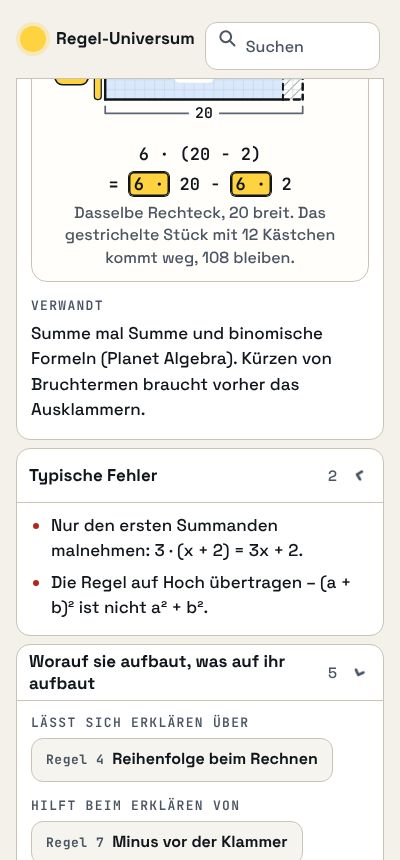 Regel-Universum
Suchen
20
6 · (20 - 2)
= 6 · 20 - 6 · 2
Dasselbe Rechteck, 20 breit. Das
gestrichelte Stück mit 12 Kästchen
kommt weg, 108 bleiben.
VERWANDT
Summe mal Summe und binomische
Formeln (Planet Algebra). Kürzen von
Bruchtermen braucht vorher das
Ausklammern.
Typische Fehler 2
Nur den ersten Summanden
malnehmen: 3 · (x + 2) = 3x + 2.
Die Regel auf Hoch übertragen – (a +
b)² ist nicht a² + b².
Worauf sie aufbaut, was auf ihr
aufbaut 5
LÄSST SICH ERKLÄREN ÜBER
Regel 4 Reihenfolge beim Rechnen
HILFT BEIM ERKLÄREN VON
Regel 7 Minus vor der Klammer